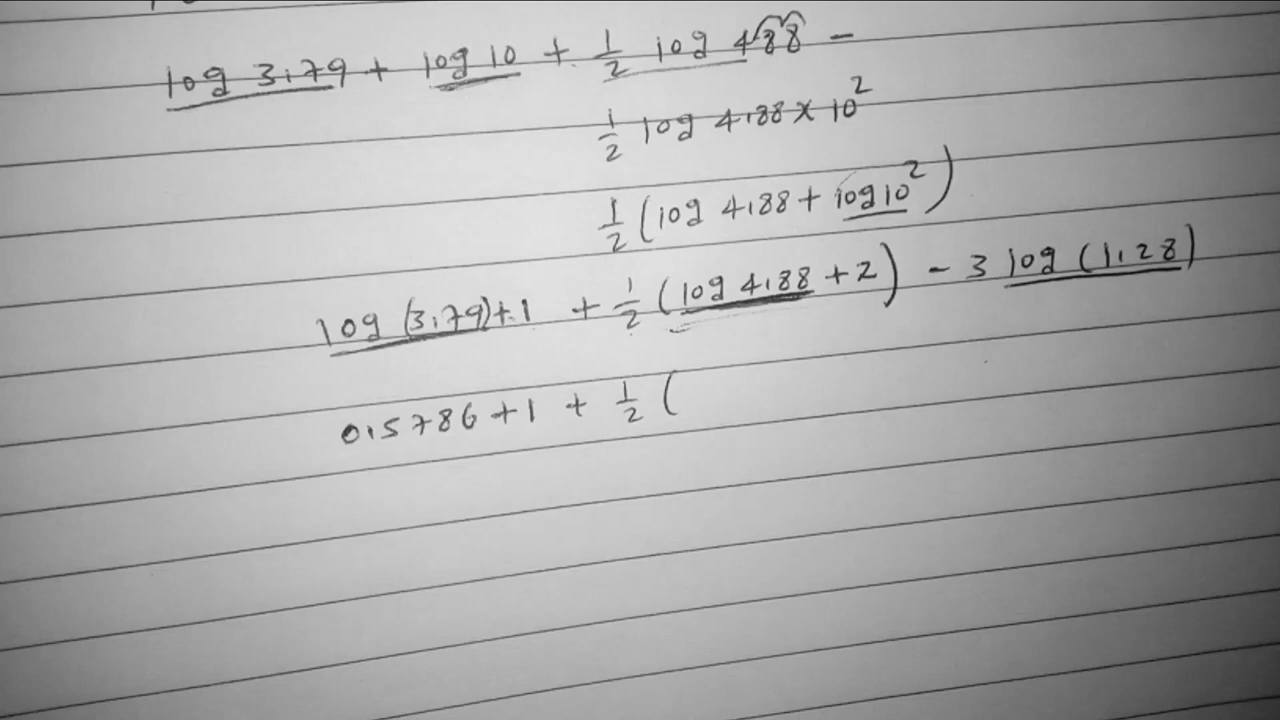 log 3.79 + log 10 + 1/2 log 488 -
1/2 log 4.88 x 10²
1/2 (log 4.88 + log 10²)
log (3.79) + 1 + 1/2 (log 4.88 + 2) - 3 log (1.28)
0.5786 + 1 + 1/2 (